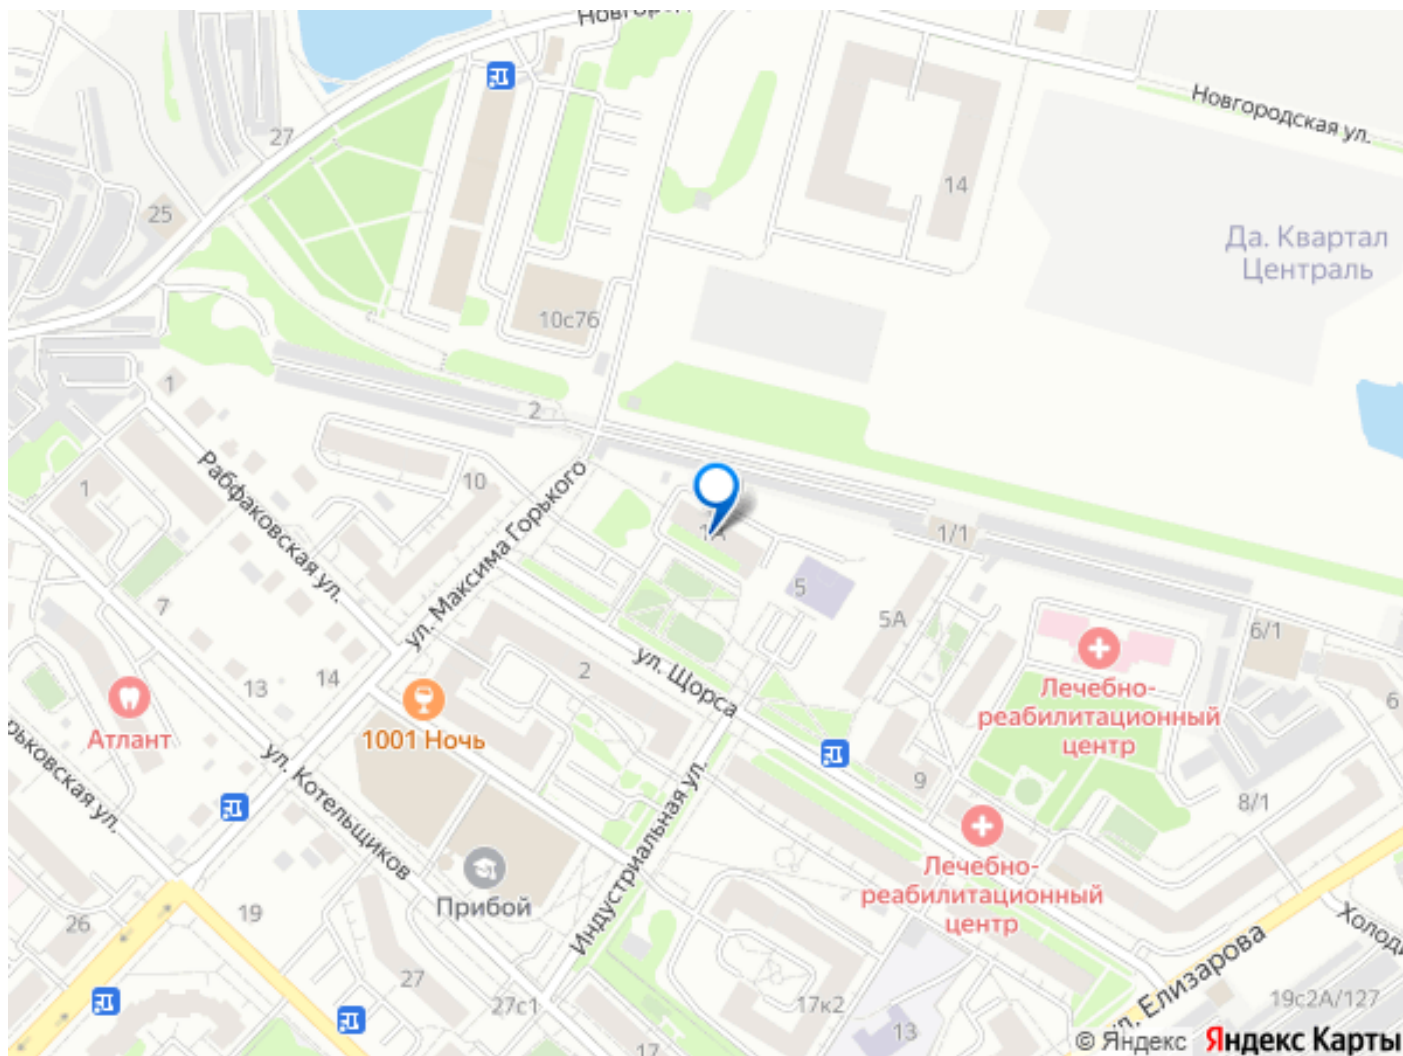 27
Новгородская ул.
14
25
Да. Квартал
Централь
10с7б
1
2
Рабфаковская ул.
10
ул. Максима Горького
1
1А
1/1
5
5А
7
6/1
ул. Щорса
2
14
13
Лечебно-
реабилитационный
центр
6
Атлант
1001 Ночь
ул. Котельщиков
9
8/1
Индустриальная ул.
Лечебно-
реабилитационный
центр
Прибой
19
26
27
27с1
17к2
13
17
ул. Елизарова
19с2А/127
© Яндекс Яндекс Карты